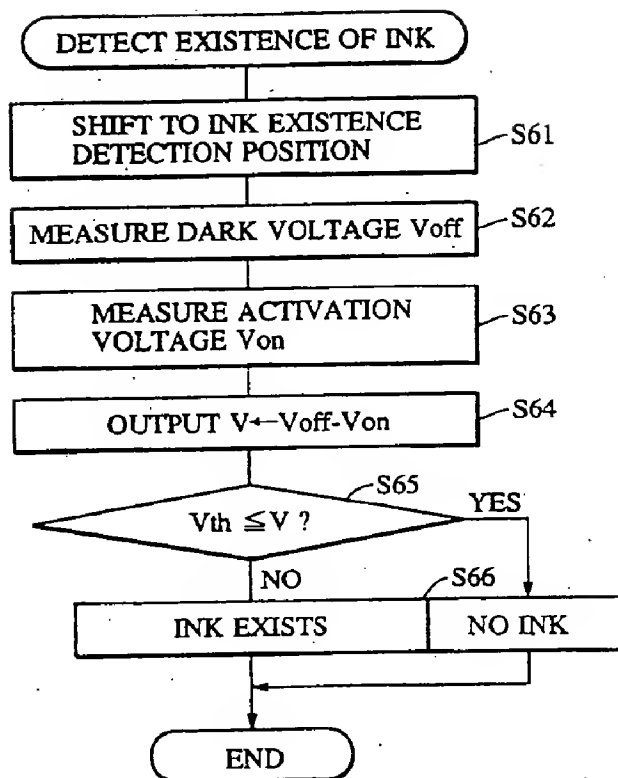 DETECT EXISTENCE OF INK
SHIFT TO INK EXISTENCE
DETECTION POSITION
S61
MEASURE DARK VOLTAGE Voff
S62
MEASURE ACTIVATION
VOLTAGE Von
S63
OUTPUT V←Voff-Von
S64
S65
Vth ≦V ?
YES
NO
S66
INK EXISTS
NO INK
END